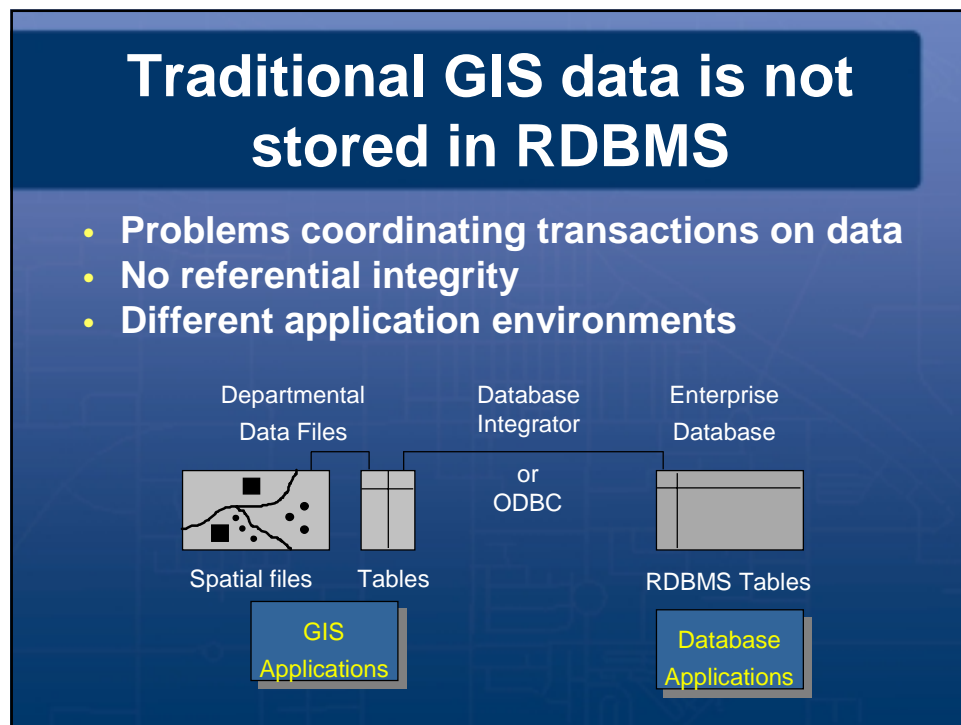 Traditional GIS data is not
stored in RDBMS
• Problems coordinating transactions on data
• No referential integrity
• Different application environments
Departmental
Data Files
Database
Integrator
or
ODBC
Enterprise
Database
Spatial files
Tables
RDBMS Tables
GIS
Applications
Database
Applications